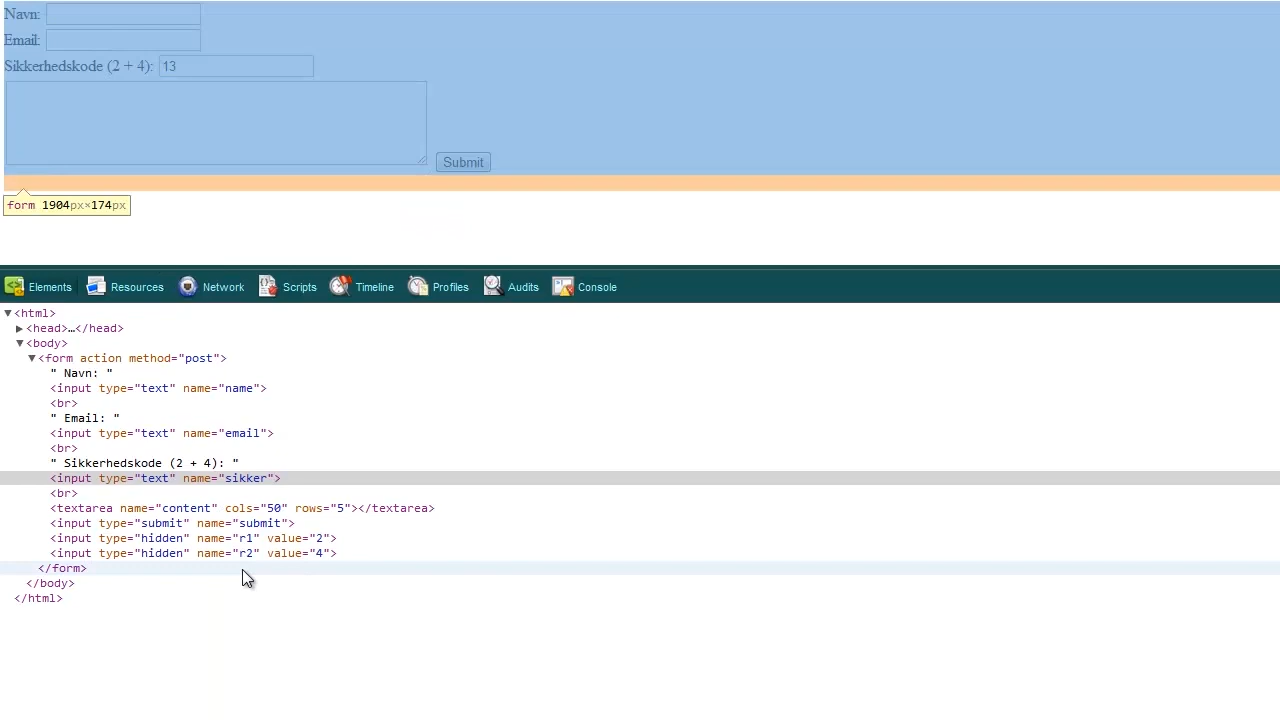 Navn:
Email:
Sikkerhedskode (2 + 4): 13
Submit
form 1904px×174px
Elements Resources Network Scripts Timeline Profiles Audits Console
▼<html>
▶<head>…</head>
▼<body>
▼<form action method="post">
" Navn: "
<input type="text" name="name">
<br>
" Email: "
<input type="text" name="email">
<br>
" Sikkerhedskode (2 + 4): "
<input type="text" name="sikker">
<br>
<textarea name="content" cols="50" rows="5"></textarea>
<input type="submit" name="submit">
<input type="hidden" name="r1" value="2">
<input type="hidden" name="r2" value="4">
</form>
</body>
</html>